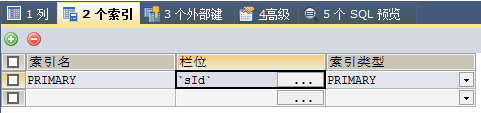 1 列 2 个索引 3 个外部键 4高级 5 个 SQL 预览
索引名 栏位 索引类型
PRIMARY `sId` ... PRIMARY
...